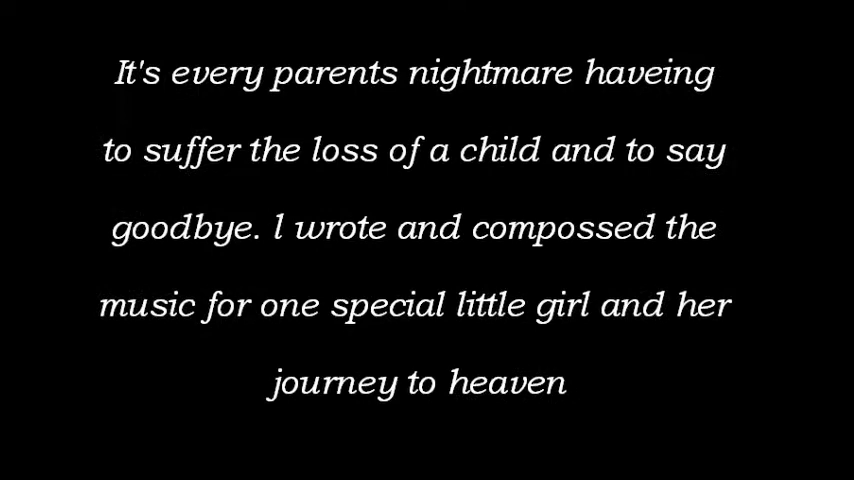 It's every parents nightmare haveing
to suffer the loss of a child and to say
goodbye. l wrote and compossed the
music for one special little girl and her
journey to heaven